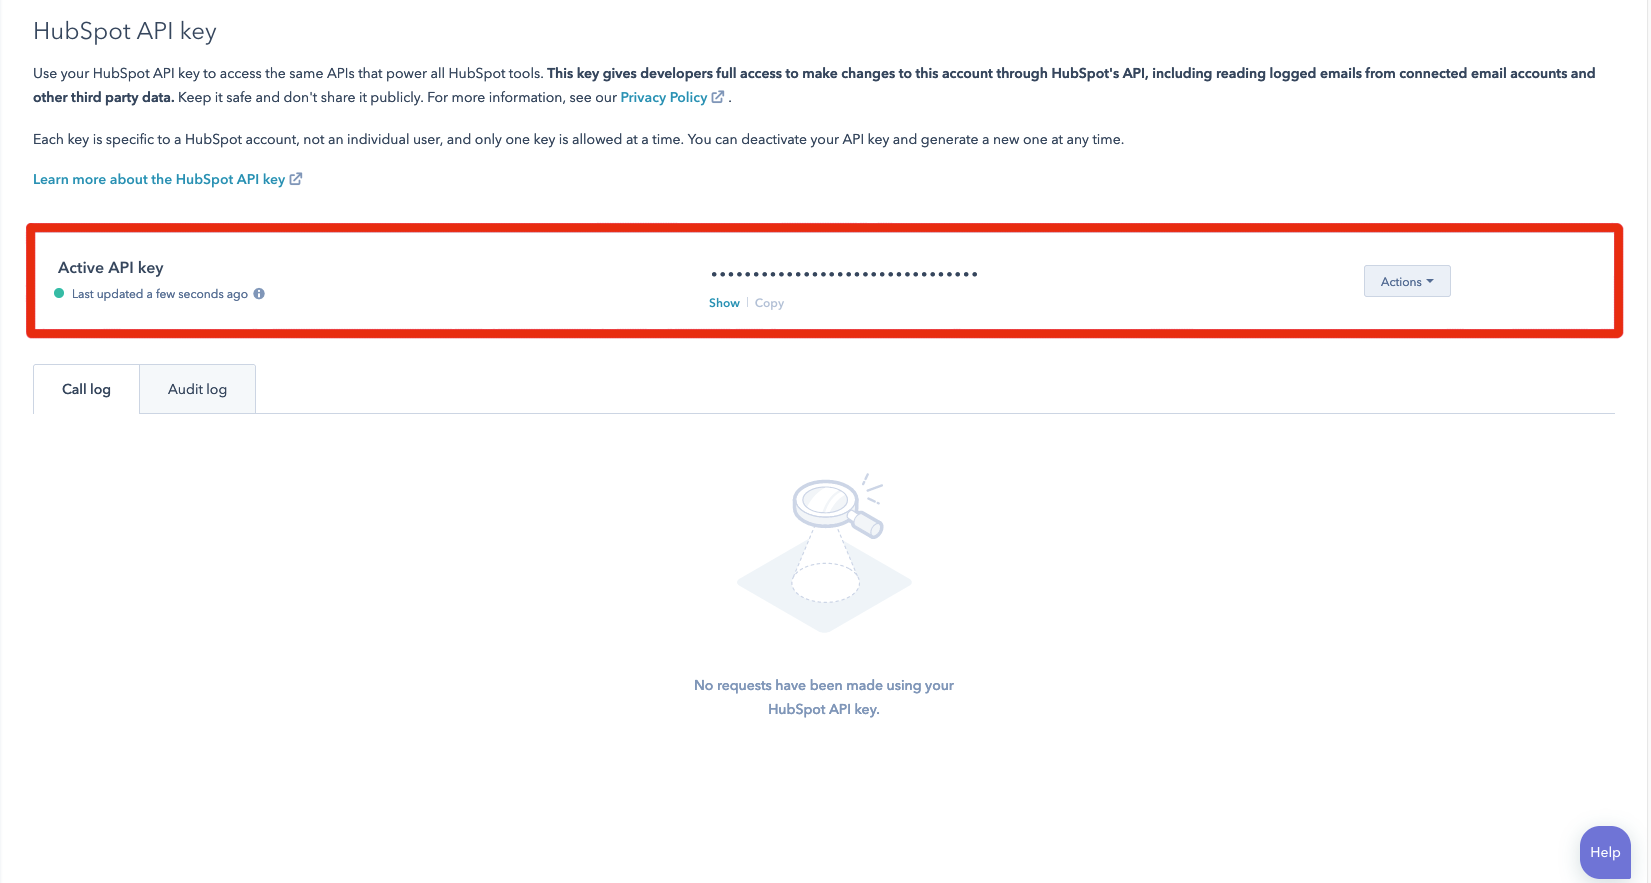 HubSpot API key
Use your HubSpot API key to access the same APIs that power all HubSpot tools. This key gives developers full access to make changes to this account through HubSpot's API, including reading logged emails from connected email accounts and
other third party data. Keep it safe and don't share it publicly. For more information, see our Privacy Policy .
Each key is specific to a HubSpot account, not an individual user, and only one key is allowed at a time. You can deactivate your API key and generate a new one at any time.
Learn more about the HubSpot API key
Active API key
••••••••••••••••••••••••••••••••
Actions
Last updated a few seconds ago
Show | Copy
Call log
Audit log
No requests have been made using your
HubSpot API key.
Help